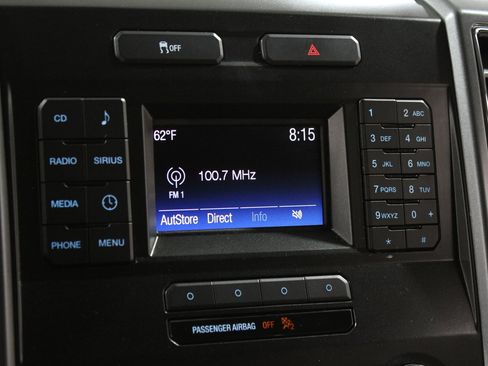 OFF
CD
RADIO SIRIUS
MEDIA
PHONE MENU
62°F 8:15
100.7 MHz
FM 1
AutStore Direct Info
1 2 ABC
3 DEF 4 GHI
5 JKL 6 MNO
7 PQRS 8 TUV
9 WXYZ 0 +
* #
PASSENGER AIRBAG OFF